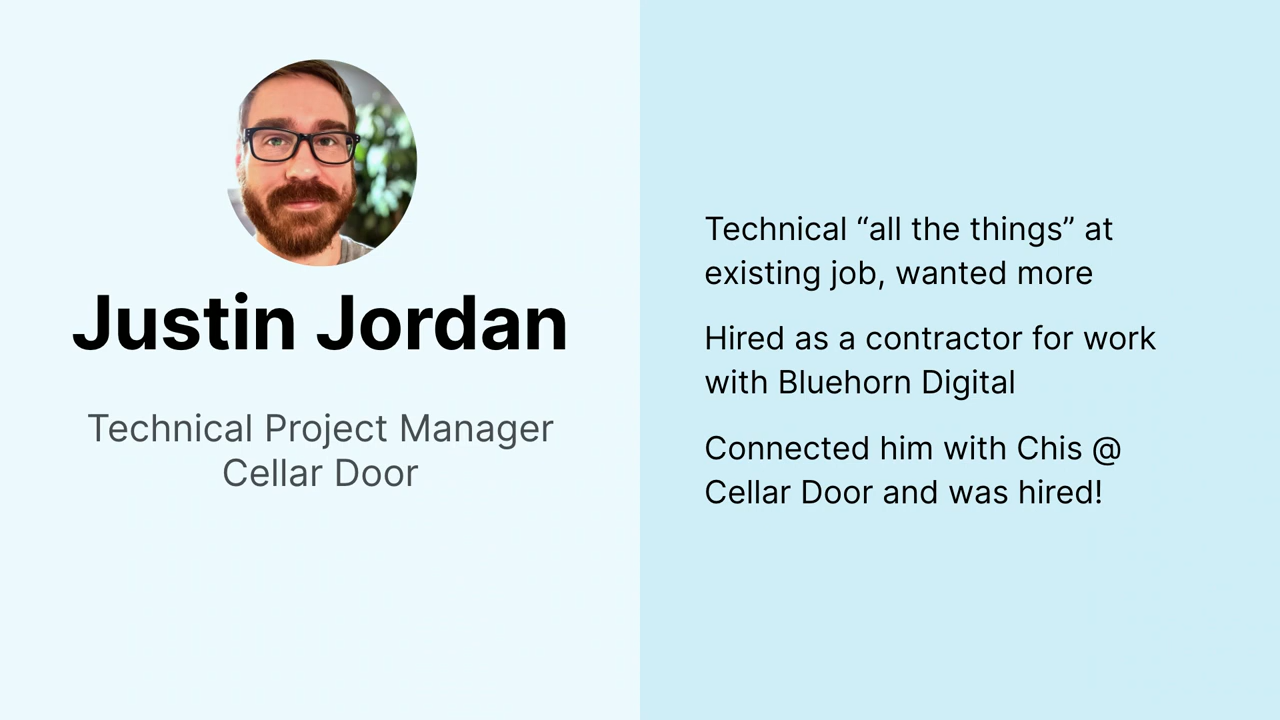 Justin Jordan
Technical Project Manager
Cellar Door
Technical “all the things” at
existing job, wanted more
Hired as a contractor for work
with Bluehorn Digital
Connected him with Chis @
Cellar Door and was hired!